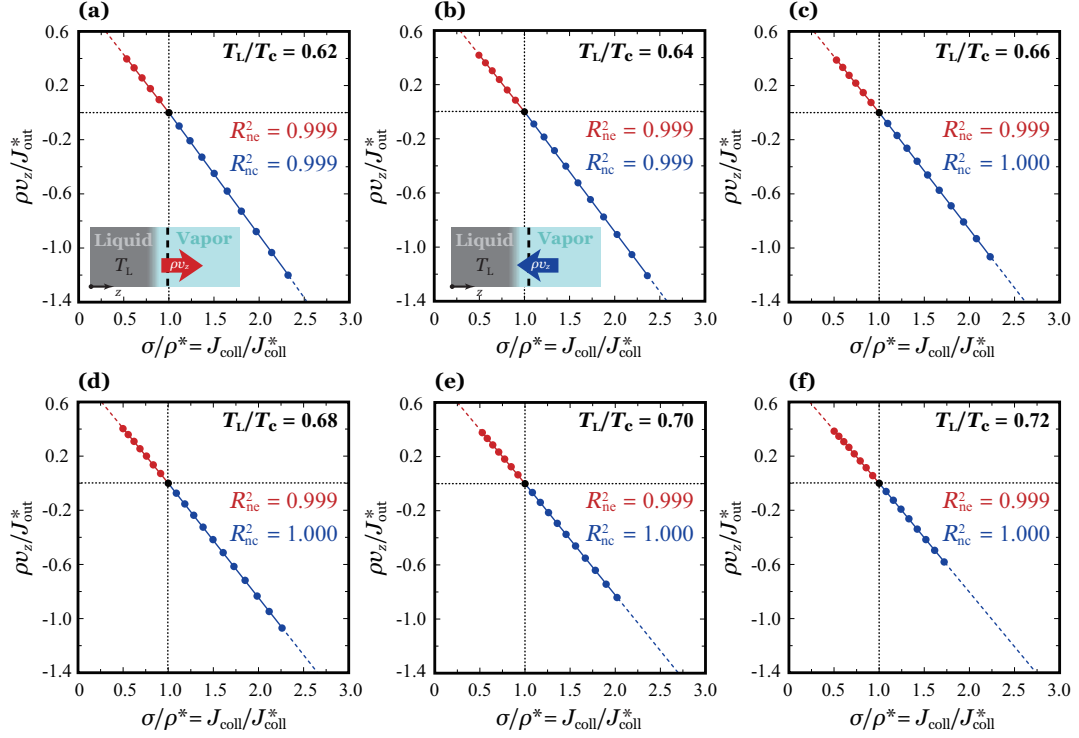 (a)
T_L/T_c = 0.62
0.6
0.2
-0.2
-0.6
-1.0
-1.4
ρv_z/J*_out
R²_ne = 0.999
R²_nc = 0.999
Liquid
Vapor
T_L
ρv_z
z
0.0 0.5 1.0 1.5 2.0 2.5 3.0
σ/ρ* = J_coll/J*_coll
(b)
T_L/T_c = 0.64
0.6
0.2
-0.2
-0.6
-1.0
-1.4
ρv_z/J*_out
R²_ne = 0.999
R²_nc = 0.999
Liquid
Vapor
T_L
ρv_z
z
0.0 0.5 1.0 1.5 2.0 2.5 3.0
σ/ρ* = J_coll/J*_coll
(c)
T_L/T_c = 0.66
0.6
0.2
-0.2
-0.6
-1.0
-1.4
ρv_z/J*_out
R²_ne = 0.999
R²_nc = 1.000
0.0 0.5 1.0 1.5 2.0 2.5 3.0
σ/ρ* = J_coll/J*_coll
(d)
T_L/T_c = 0.68
0.6
0.2
-0.2
-0.6
-1.0
-1.4
ρv_z/J*_out
R²_ne = 0.999
R²_nc = 1.000
0.0 0.5 1.0 1.5 2.0 2.5 3.0
σ/ρ* = J_coll/J*_coll
(e)
T_L/T_c = 0.70
0.6
0.2
-0.2
-0.6
-1.0
-1.4
ρv_z/J*_out
R²_ne = 0.999
R²_nc = 1.000
0.0 0.5 1.0 1.5 2.0 2.5 3.0
σ/ρ* = J_coll/J*_coll
(f)
T_L/T_c = 0.72
0.6
0.2
-0.2
-0.6
-1.0
-1.4
ρv_z/J*_out
R²_ne = 0.999
R²_nc = 1.000
0.0 0.5 1.0 1.5 2.0 2.5 3.0
σ/ρ* = J_coll/J*_coll